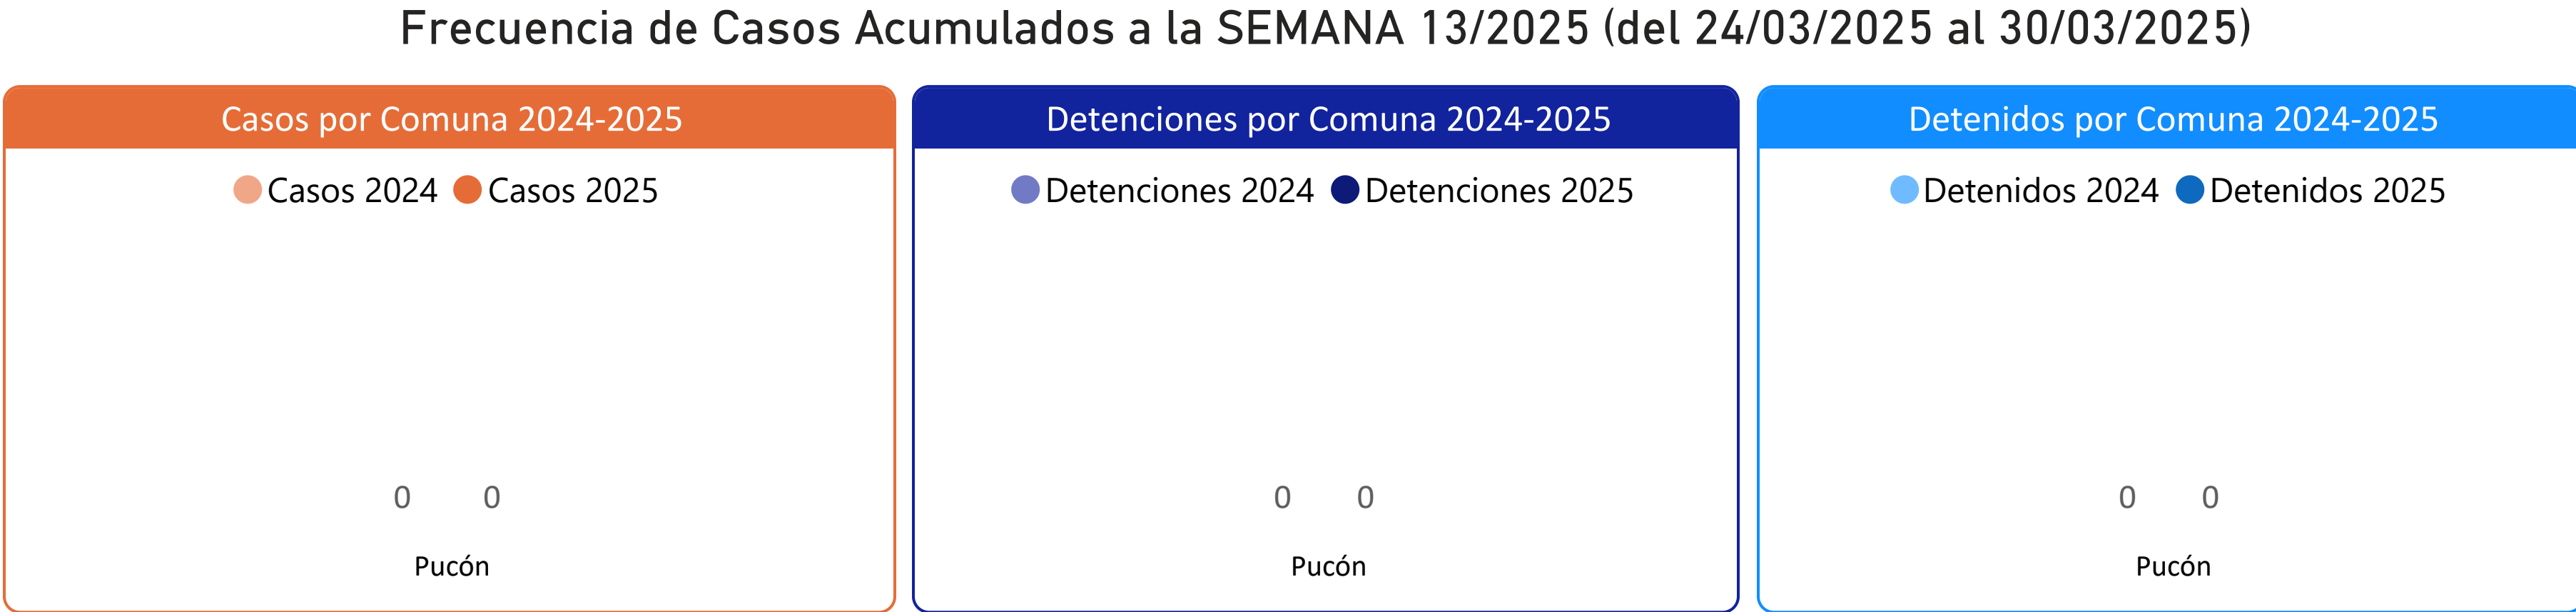 Frecuencia de Casos Acumulados a la SEMANA 13/2025 (del 24/03/2025 al 30/03/2025)
Casos por Comuna 2024-2025
Casos 2024 Casos 2025
0 0
Pucón
Detenciones por Comuna 2024-2025
Detenciones 2024 Detenciones 2025
0 0
Pucón
Detenidos por Comuna 2024-2025
Detenidos 2024 Detenidos 2025
0 0
Pucón